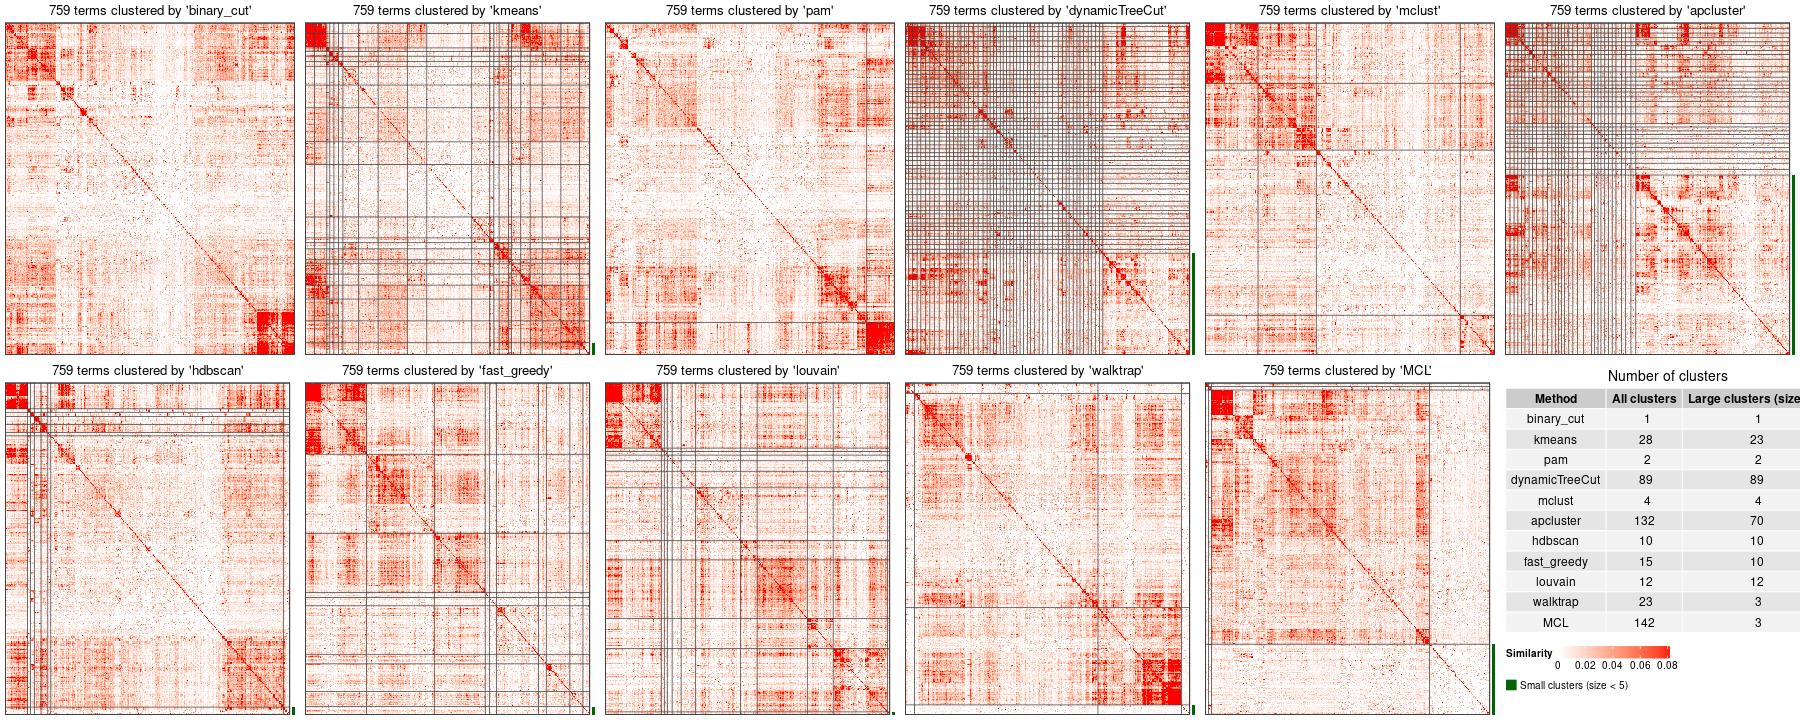 759 terms clustered by 'binary_cut'
759 terms clustered by 'kmeans'
759 terms clustered by 'pam'
759 terms clustered by 'dynamicTreeCut'
759 terms clustered by 'mclust'
759 terms clustered by 'apcluster'
759 terms clustered by 'hdbscan'
759 terms clustered by 'fast_greedy'
759 terms clustered by 'louvain'
759 terms clustered by 'walktrap'
759 terms clustered by 'MCL'
Number of clusters
Method All clusters Large clusters (size
binary_cut 1 1
kmeans 28 23
pam 2 2
dynamicTreeCut 89 89
mclust 4 4
apcluster 132 70
hdbscan 10 10
fast_greedy 15 10
louvain 12 12
walktrap 23 3
MCL 142 3
Similarity
0 0.02 0.04 0.06 0.08
Small clusters (size < 5)